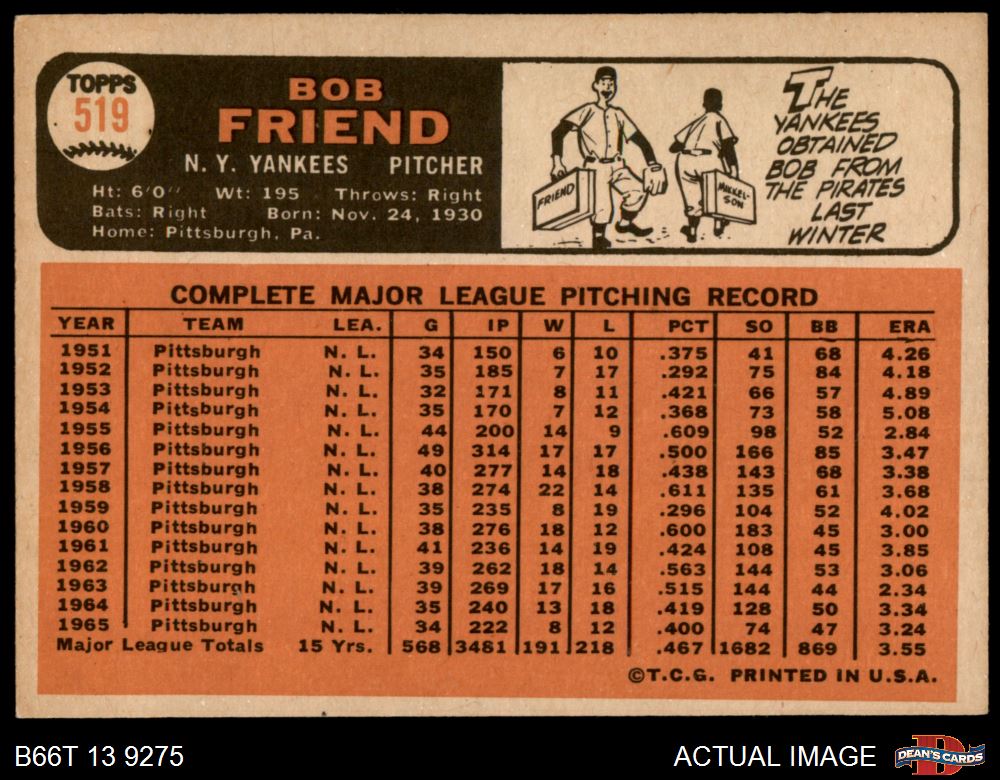 TOPPS
519
BOB
FRIEND
N. Y. YANKEES PITCHER
Ht: 6'0" Wt: 195 Throws: Right
Bats: Right Born: Nov. 24, 1930
Home: Pittsburgh, Pa.
FRIEND
MIKKEL-
SON
THE
YANKEES
OBTAINED
BOB FROM
THE PIRATES
LAST
WINTER
COMPLETE MAJOR LEAGUE PITCHING RECORD
YEAR TEAM LEA. G IP W L PCT SO BB ERA
1951 Pittsburgh N. L. 34 150 6 10 .375 41 68 4.26
1952 Pittsburgh N. L. 35 185 7 17 .292 75 84 4.18
1953 Pittsburgh N. L. 32 171 8 11 .421 66 57 4.89
1954 Pittsburgh N. L. 35 170 7 12 .368 73 58 5.08
1955 Pittsburgh N. L. 44 200 14 9 .609 98 52 2.84
1956 Pittsburgh N. L. 49 314 17 17 .500 166 85 3.47
1957 Pittsburgh N. L. 40 277 14 18 .438 143 68 3.38
1958 Pittsburgh N. L. 38 274 22 14 .611 135 61 3.68
1959 Pittsburgh N. L. 35 235 8 19 .296 104 52 4.02
1960 Pittsburgh N. L. 38 276 18 12 .600 183 45 3.00
1961 Pittsburgh N. L. 41 236 14 19 .424 108 45 3.85
1962 Pittsburgh N. L. 39 262 18 14 .563 144 53 3.06
1963 Pittsburgh N. L. 39 269 17 16 .515 144 44 2.34
1964 Pittsburgh N. L. 35 240 13 18 .419 128 50 3.34
1965 Pittsburgh N. L. 34 222 8 12 .400 74 47 3.24
Major League Totals 15 Yrs. 568 3481 191 218 .467 1682 869 3.55
©T.C.G. PRINTED IN U.S.A.
B66T 13 9275
ACTUAL IMAGE
DEAN'S CARDS